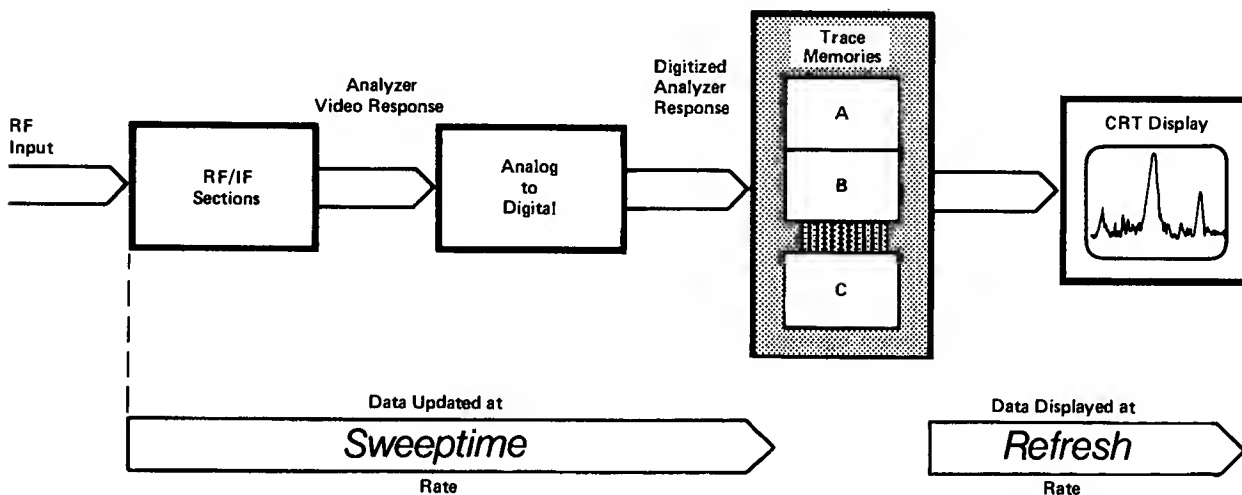 RF
Input
RF/IF
Sections
Analyzer
Video Response
Analog
to
Digital
Digitized
Analyzer
Response
Trace
Memories
A
B
C
CRT Display
Data Updated at
Sweeptime
Rate
Data Displayed at
Refresh
Rate